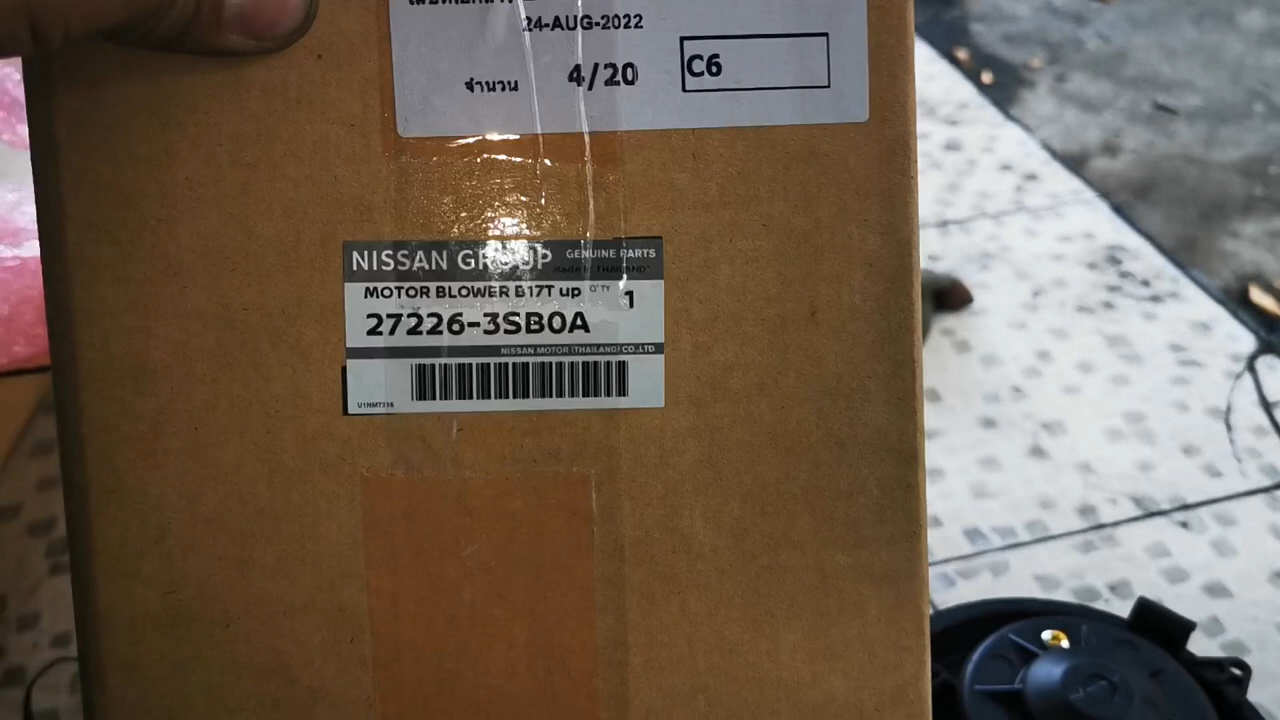 24-AUG-2022
จำนวน 4/20 C6
NISSAN GROUP GENUINE PARTS
Made in THAILAND"
MOTOR BLOWER B17T up Q'TY 1
27226-3SB0A
NISSAN MOTOR (THAILAND) CO.,LTD.
U1NMT316